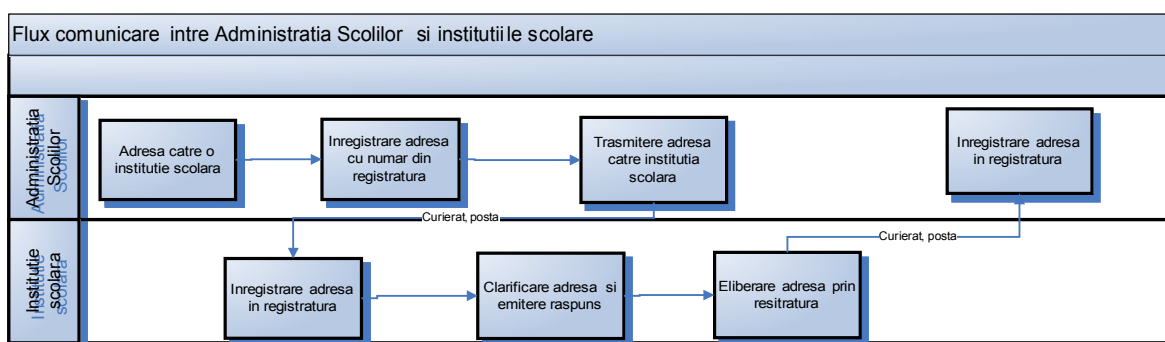 Flux comunicare intre Administratia Scolilor si institutiile scolare
Administratia
Scolilor
Adresa catre o
institutie scolara
Inregistrare adresa
cu numar din
registratura
Trasmitere adresa
catre institutia
scolara
Inregistrare adresa
in registratura
Curierat, posta
Curierat, posta
Institutie
scolara
Inregistrare adresa
in registratura
Clarificare adresa si
emitere raspuns
Eliberare adresa prin
resitratura